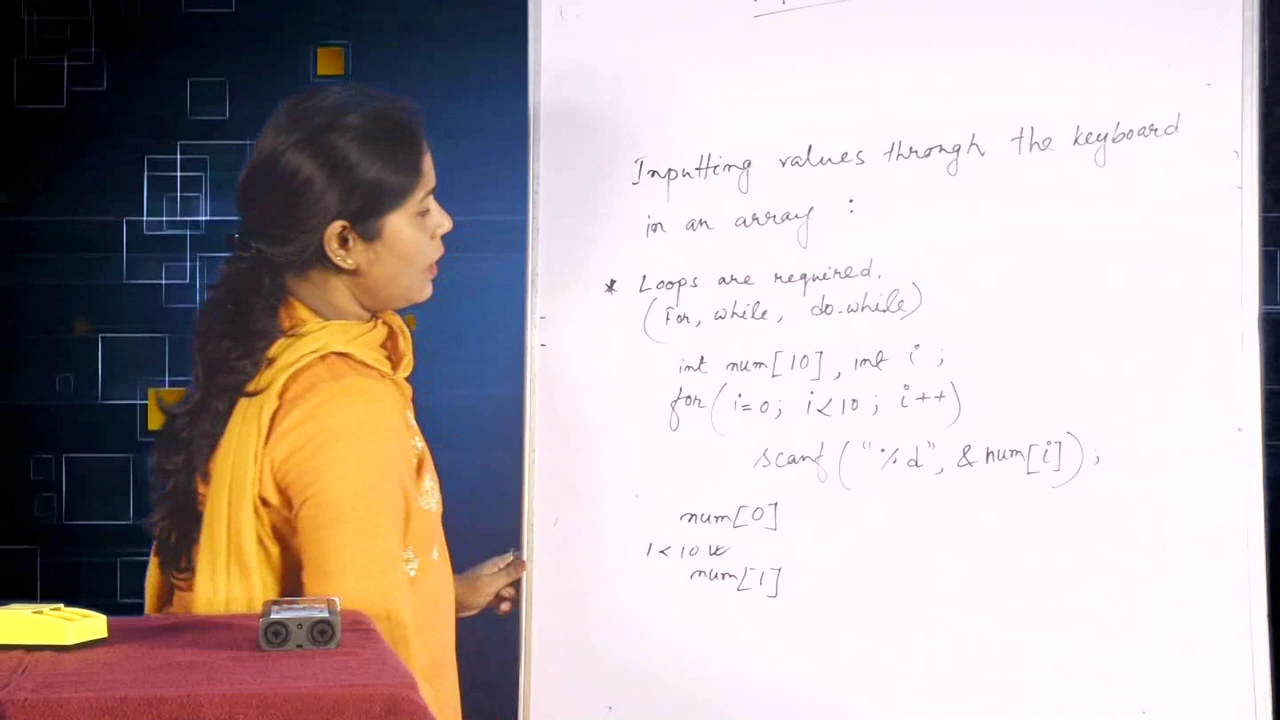 Inputting values through the keyboard
in an array :
* Loops are required.
(For, while, do-while)
int num[10], int i ;
for (i=0; i<10 ; i++)
scanf ("%d", &num[i]) ;
num[0]
1<10
num[1]